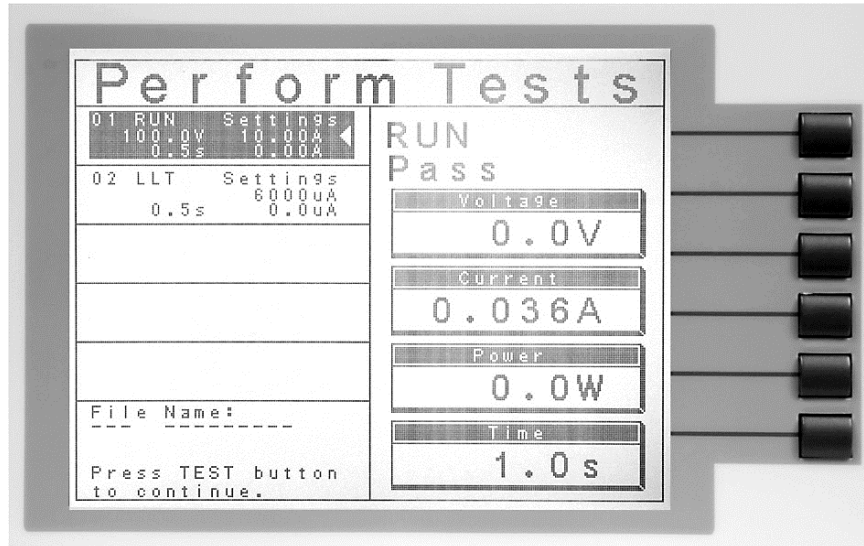 Perform Tests
01 RUN Settings
100.0V 10.00A
0.5s 0.00A
02 LLT Settings
6000uA
0.5s 0.0uA
File Name:
Press TEST button
to continue.
RUN
Pass
Voltage
0.0V
Current
0.036A
Power
0.0W
Time
1.0s